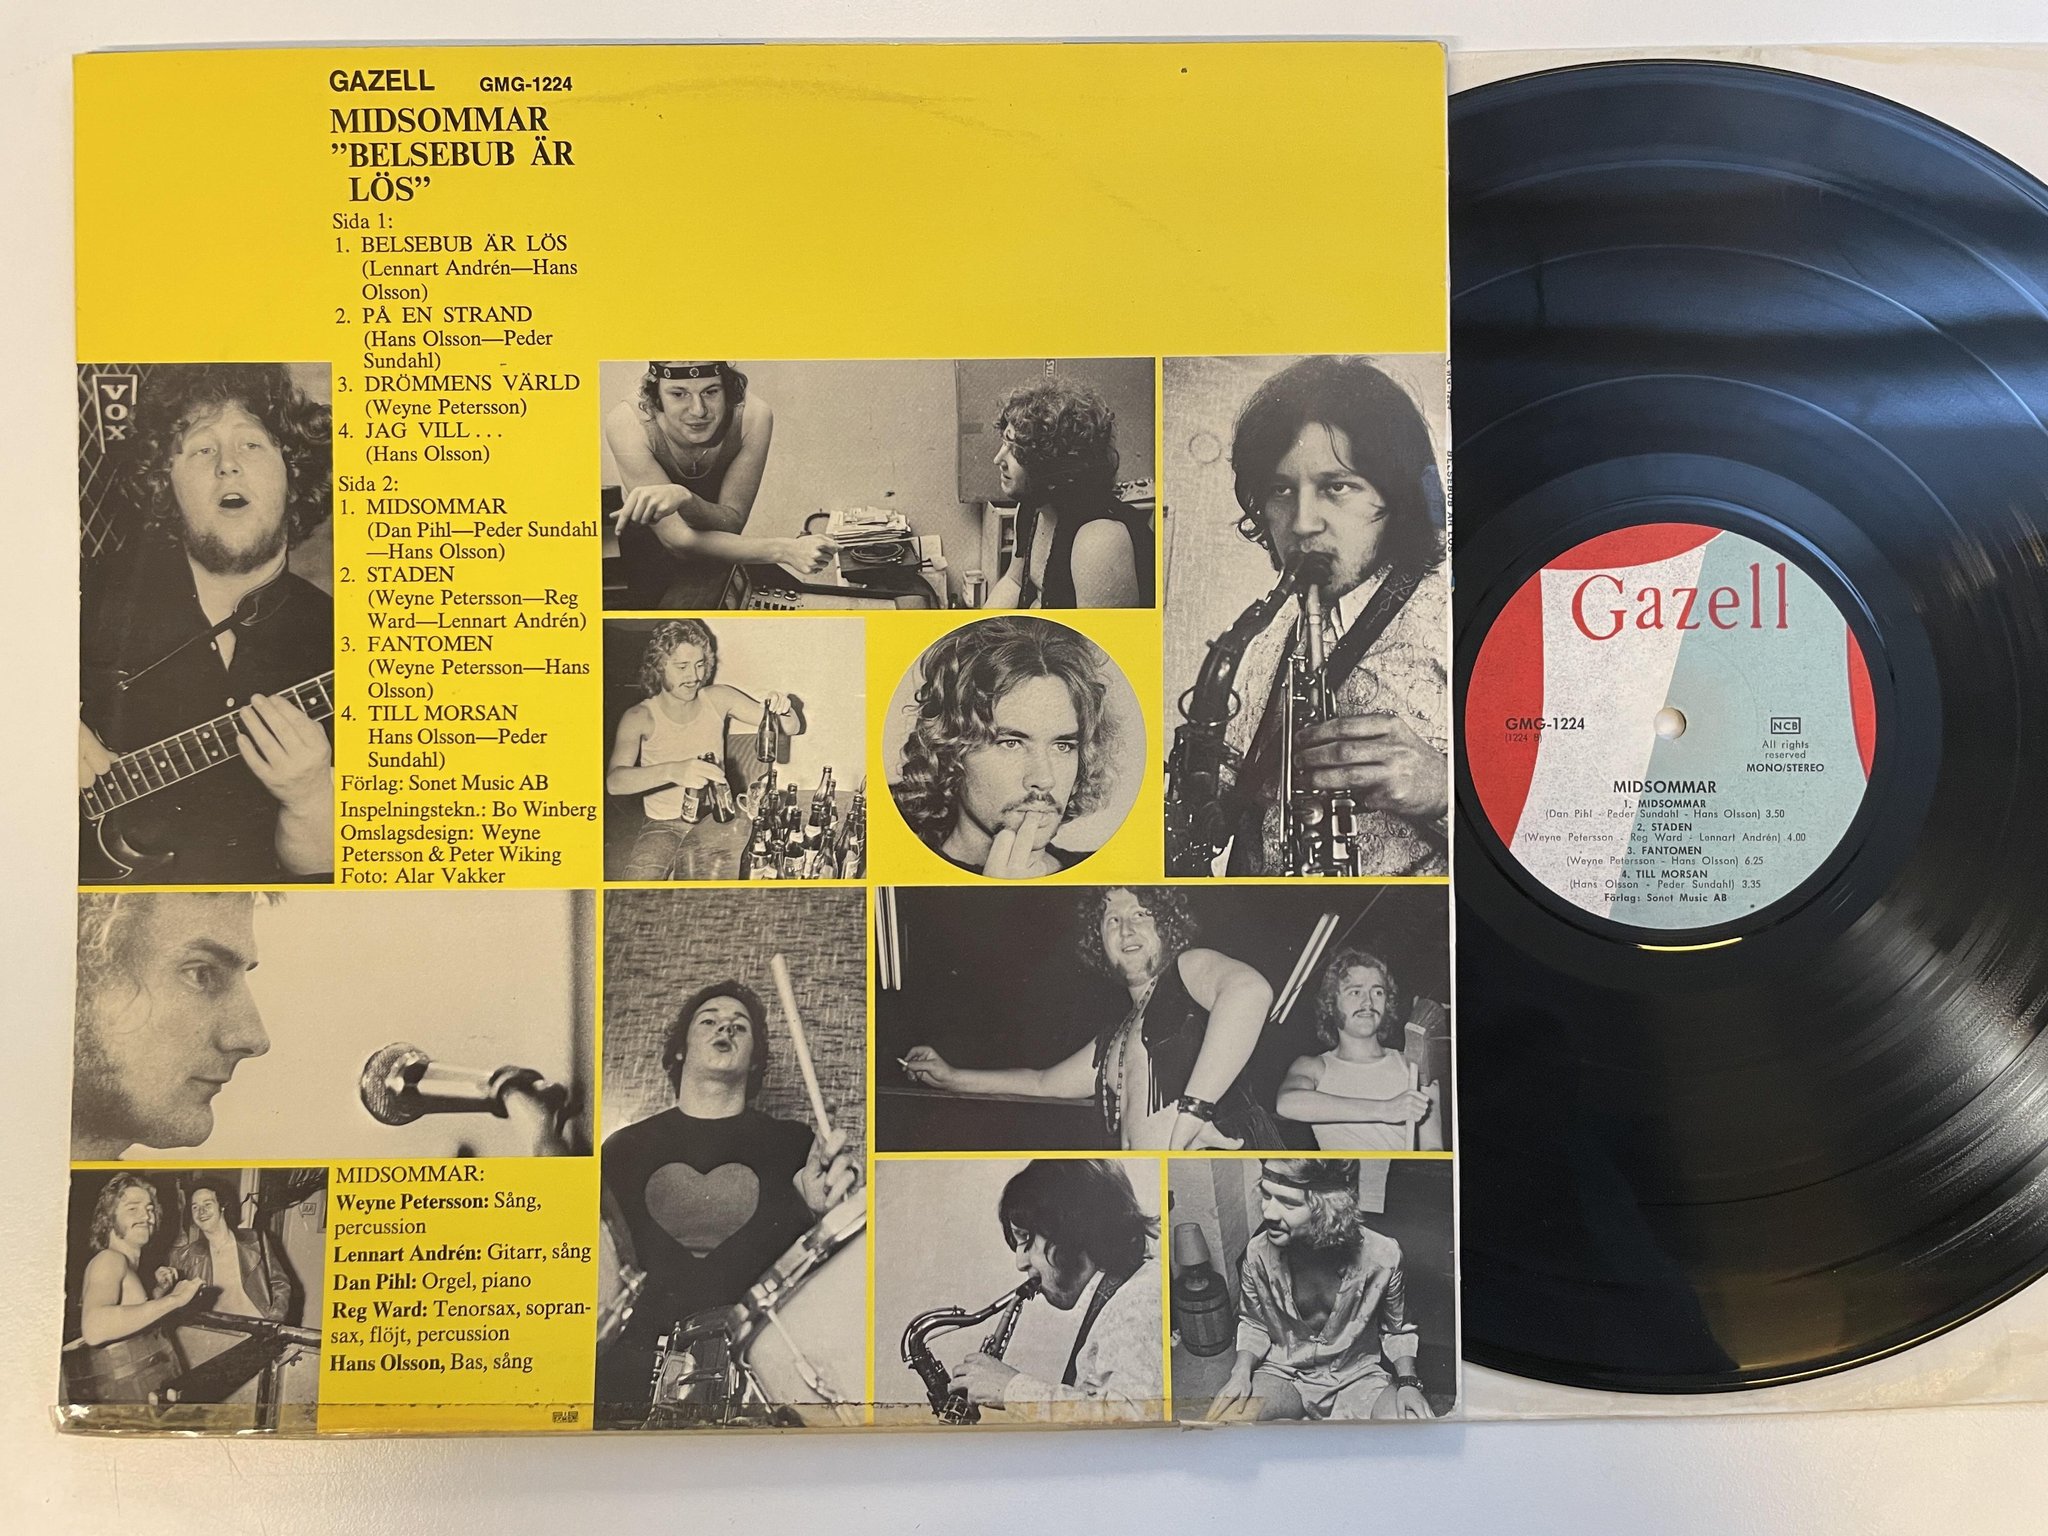 GAZELL GMG-1224
MIDSOMMAR
”BELSEBUB ÄR
LÖS”
Sida 1:
1. BELSEBUB ÄR LÖS
(Lennart Andrén—Hans
Olsson)
2. PÅ EN STRAND
(Hans Olsson—Peder
Sundahl)
3. DRÖMMENS VÄRLD
(Weyne Petersson)
4. JAG VILL...
(Hans Olsson)
Sida 2:
1. MIDSOMMAR
(Dan Pihl—Peder Sundahl
—Hans Olsson)
2. STADEN
(Weyne Petersson—Reg
Ward—Lennart Andrén)
3. FANTOMEN
(Weyne Petersson—Hans
Olsson)
4. TILL MORSAN
Hans Olsson—Peder
Sundahl)
Förlag: Sonet Music AB
Inspelningstekn.: Bo Winberg
Omslagsdesign: Weyne
Petersson & Peter Wiking
Foto: Alar Vakker
VOX
MIDSOMMAR:
Weyne Petersson: Sång,
percussion
Lennart Andrén: Gitarr, sång
Dan Pihl: Orgel, piano
Reg Ward: Tenorsax, sopran-
sax, flöjt, percussion
Hans Olsson, Bas, sång
BELSEBUB ÄR LÖS
Gazell
GMG-1224
(1224 B)
NCB
All rights
reserved
MONO/STEREO
MIDSOMMAR
1. MIDSOMMAR
(Dan Pihl - Peder Sundahl - Hans Olsson) 3.50
2. STADEN
(Weyne Petersson - Reg Ward - Lennart Andrén) 4.00
3. FANTOMEN
(Weyne Petersson - Hans Olsson) 6.25
4. TILL MORSAN
(Hans Olsson - Peder Sundahl) 3.35
Förlag: Sonet Music AB